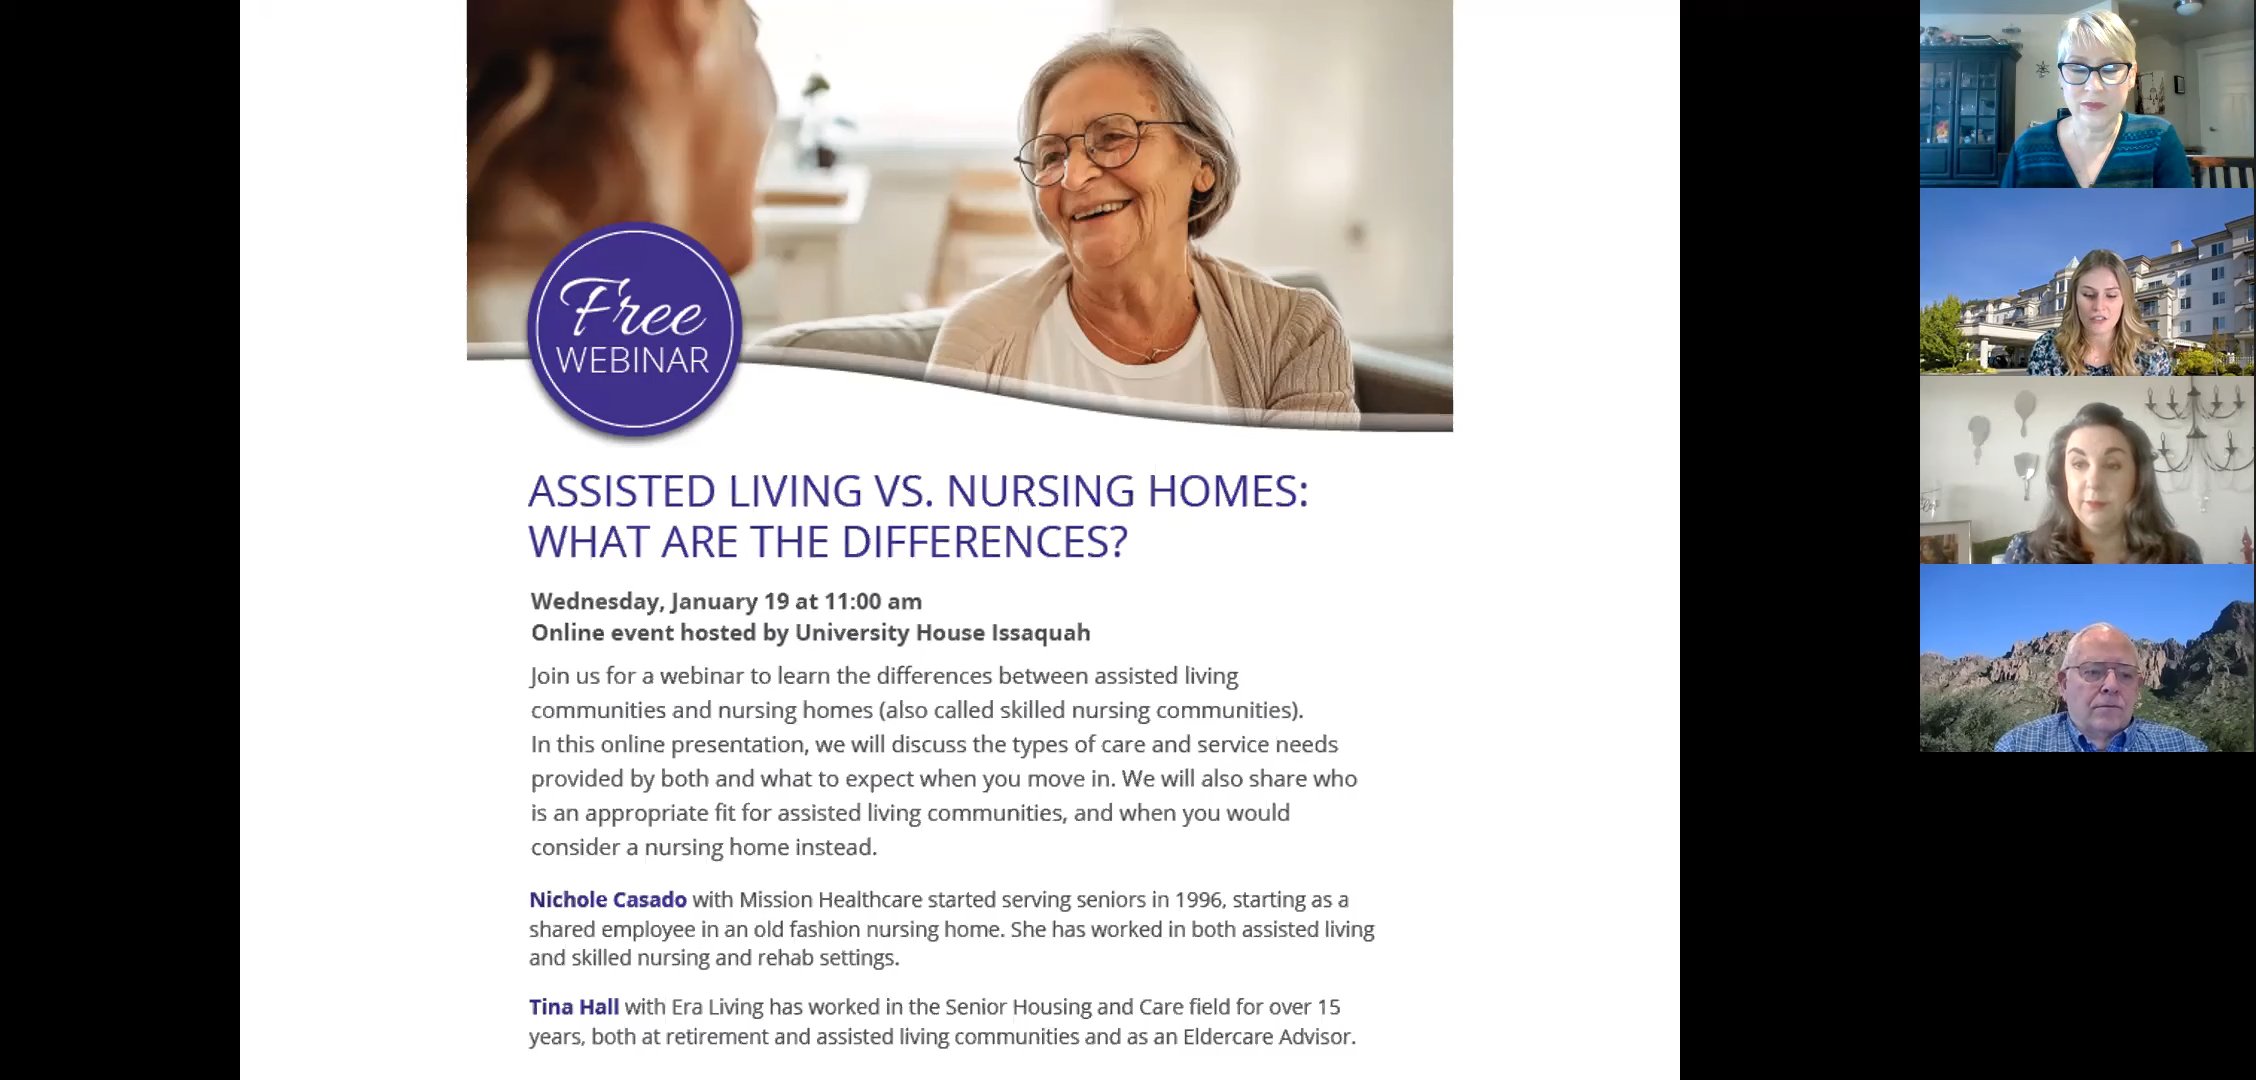 Free
WEBINAR
ASSISTED LIVING VS. NURSING HOMES:
WHAT ARE THE DIFFERENCES?
Wednesday, January 19 at 11:00 am
Online event hosted by University House Issaquah
Join us for a webinar to learn the differences between assisted living
communities and nursing homes (also called skilled nursing communities).
In this online presentation, we will discuss the types of care and service needs
provided by both and what to expect when you move in. We will also share who
is an appropriate fit for assisted living communities, and when you would
consider a nursing home instead.
Nichole Casado with Mission Healthcare started serving seniors in 1996, starting as a
shared employee in an old fashion nursing home. She has worked in both assisted living
and skilled nursing and rehab settings.
Tina Hall with Era Living has worked in the Senior Housing and Care field for over 15
years, both at retirement and assisted living communities and as an Eldercare Advisor.